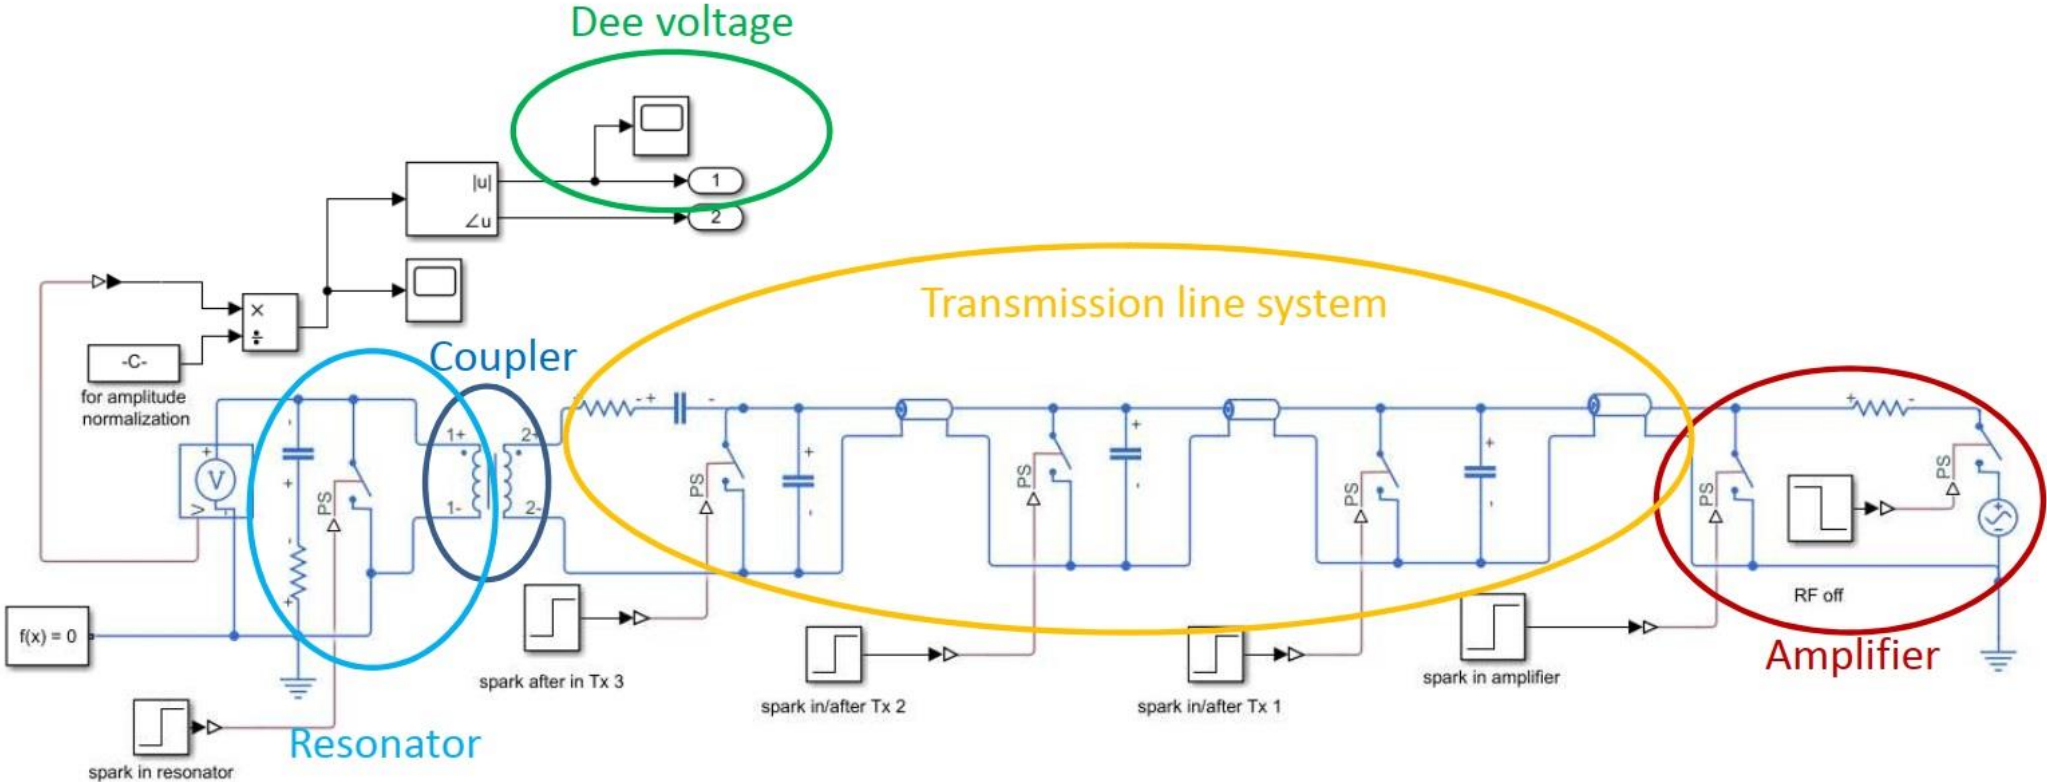 Dee voltage
|u|
∠u
1
2
Transmission line system
×
÷
-C-
for amplitude
normalization
Coupler
1+
2+
1-
2-
V
V
PS
PS
PS
PS
PS
PS
f(x) = 0
RF off
Amplifier
spark in amplifier
spark after in Tx 3
spark in/after Tx 2
spark in/after Tx 1
Resonator
spark in resonator